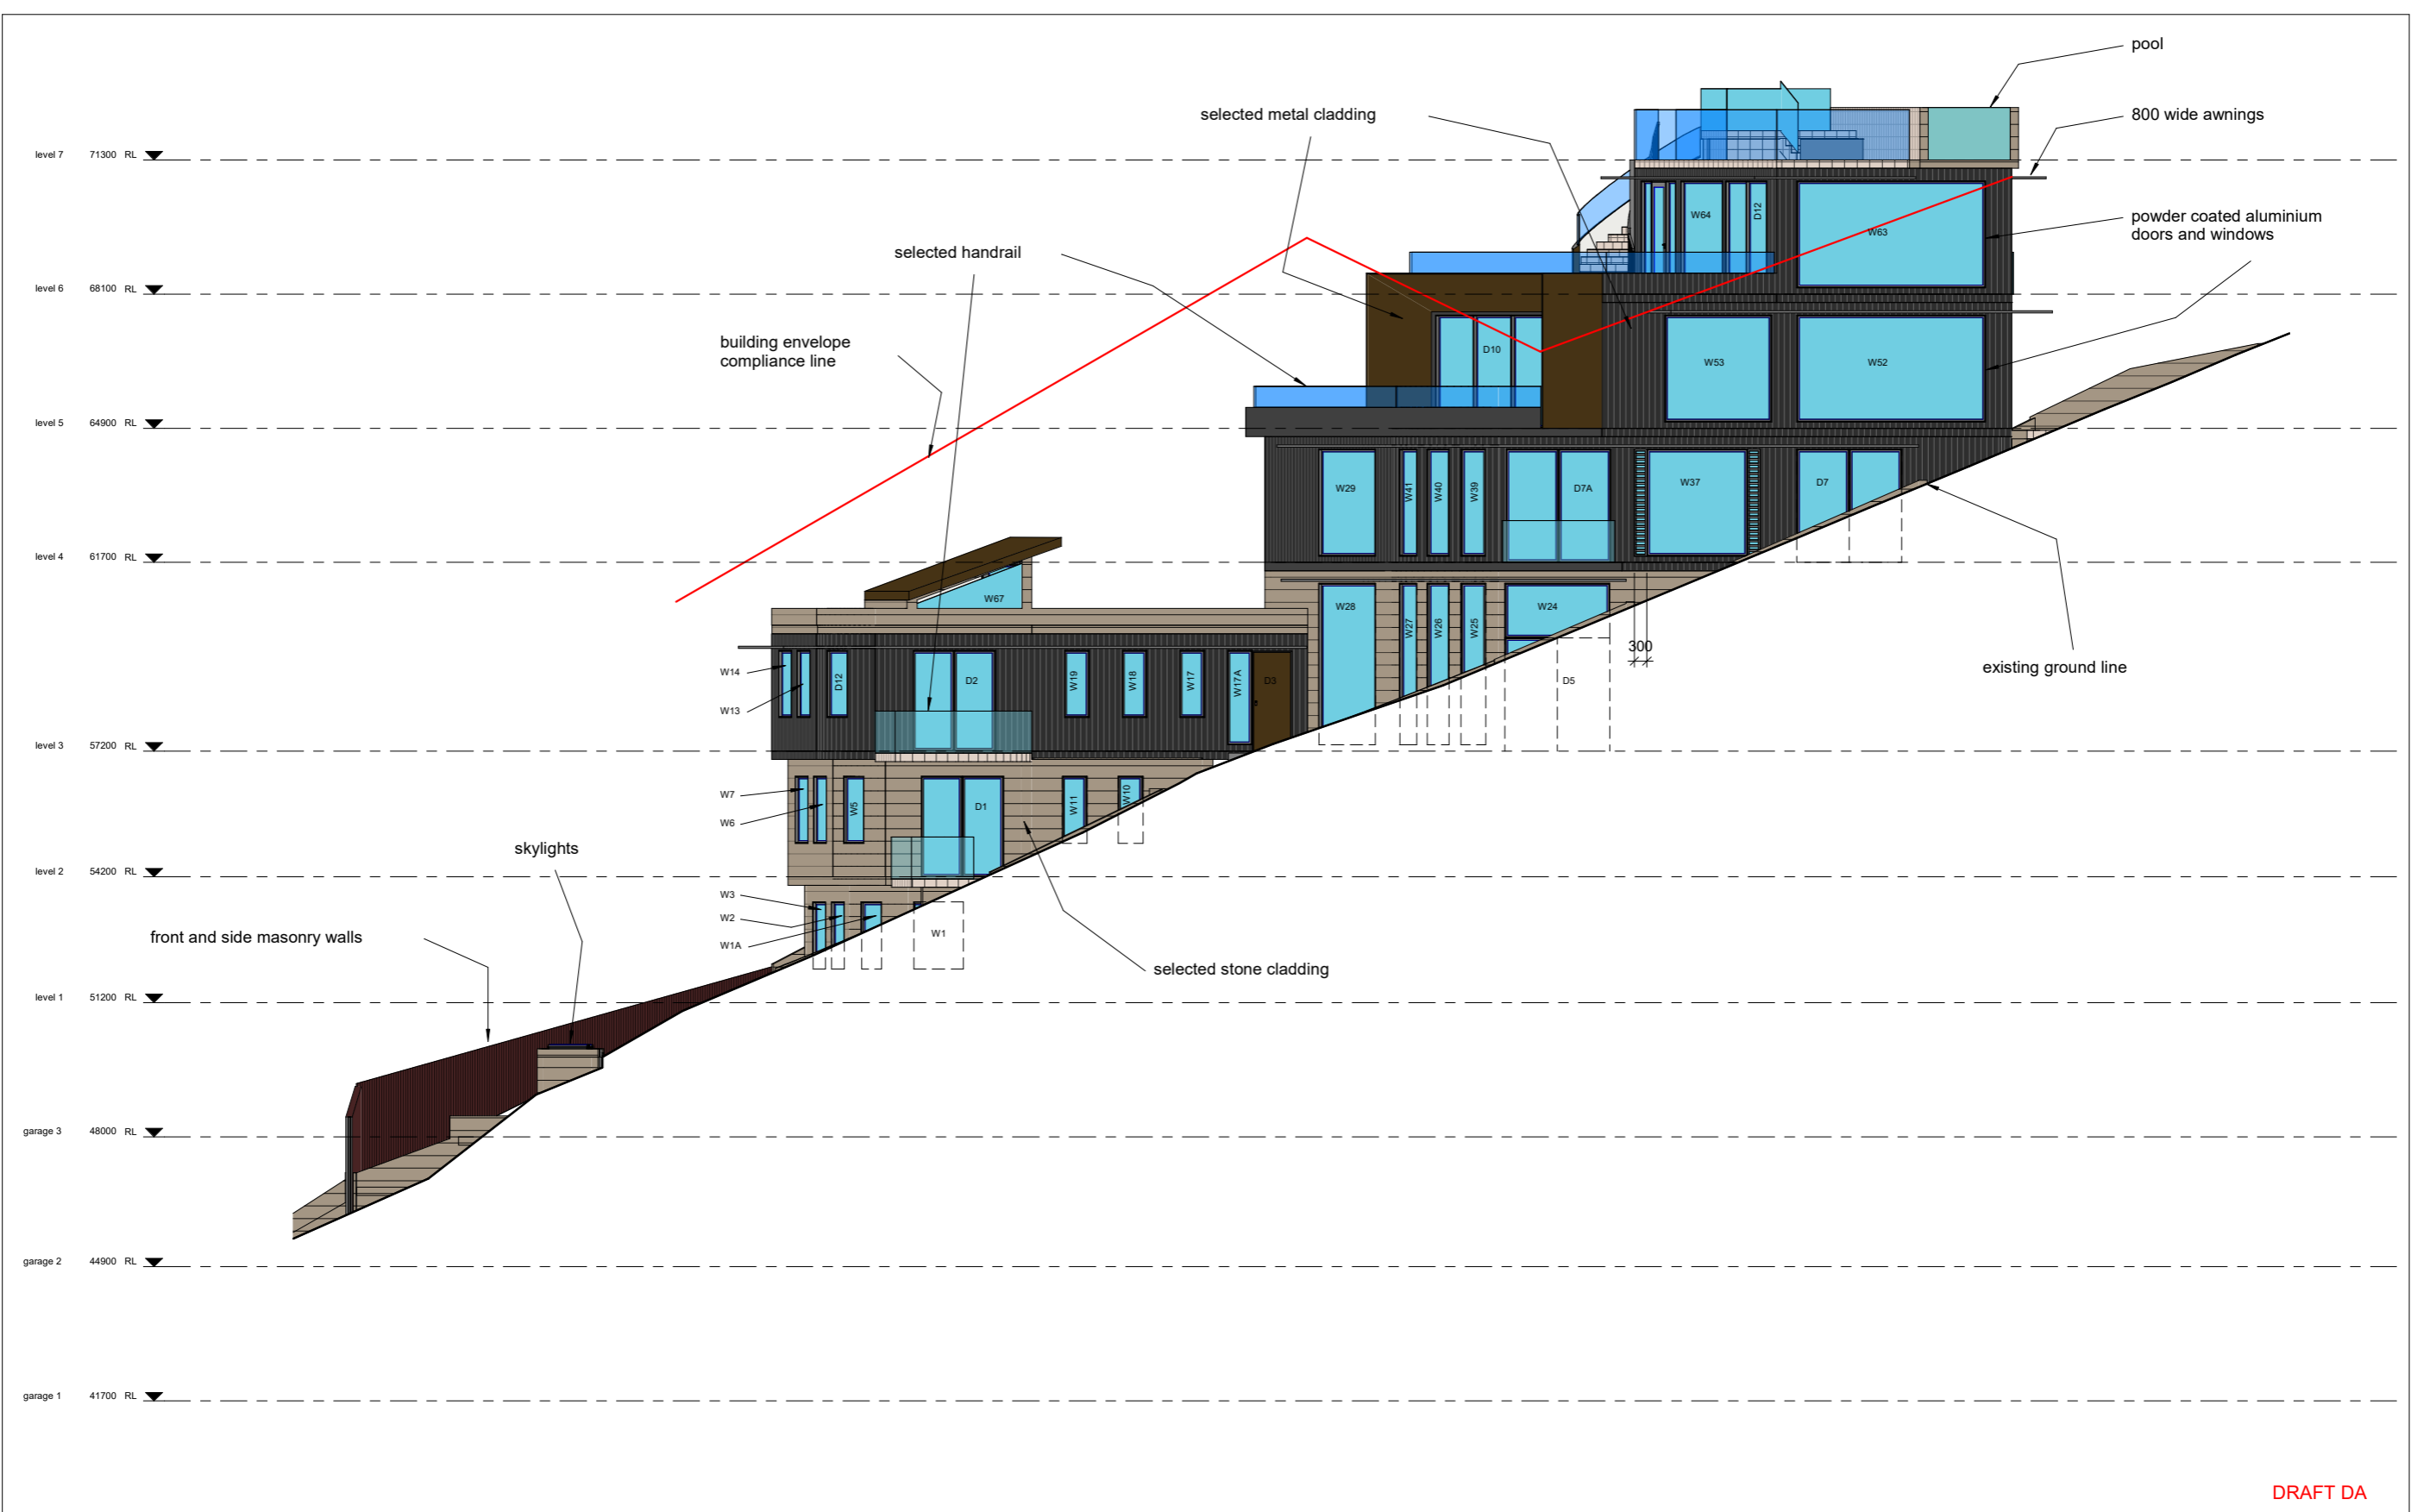 pool
selected metal cladding
800 wide awnings
level 7 71300 RL
W64
D12
powder coated aluminium
doors and windows
W63
selected handrail
level 6 68100 RL
building envelope
compliance line
D10
W53
W52
level 5 64900 RL
W29
W41
W40
W39
D7A
W37
D7
level 4 61700 RL
W67
W28
W27
W26
W25
W24
300
existing ground line
W14
W13
D12
D2
W19
W18
W17
W17A
D3
D5
level 3 57200 RL
W7
W6
W5
D1
W11
W10
skylights
level 2 54200 RL
W3
W2
W1A
W1
front and side masonry walls
selected stone cladding
level 1 51200 RL
garage 3 48000 RL
garage 2 44900 RL
garage 1 41700 RL
DRAFT DA